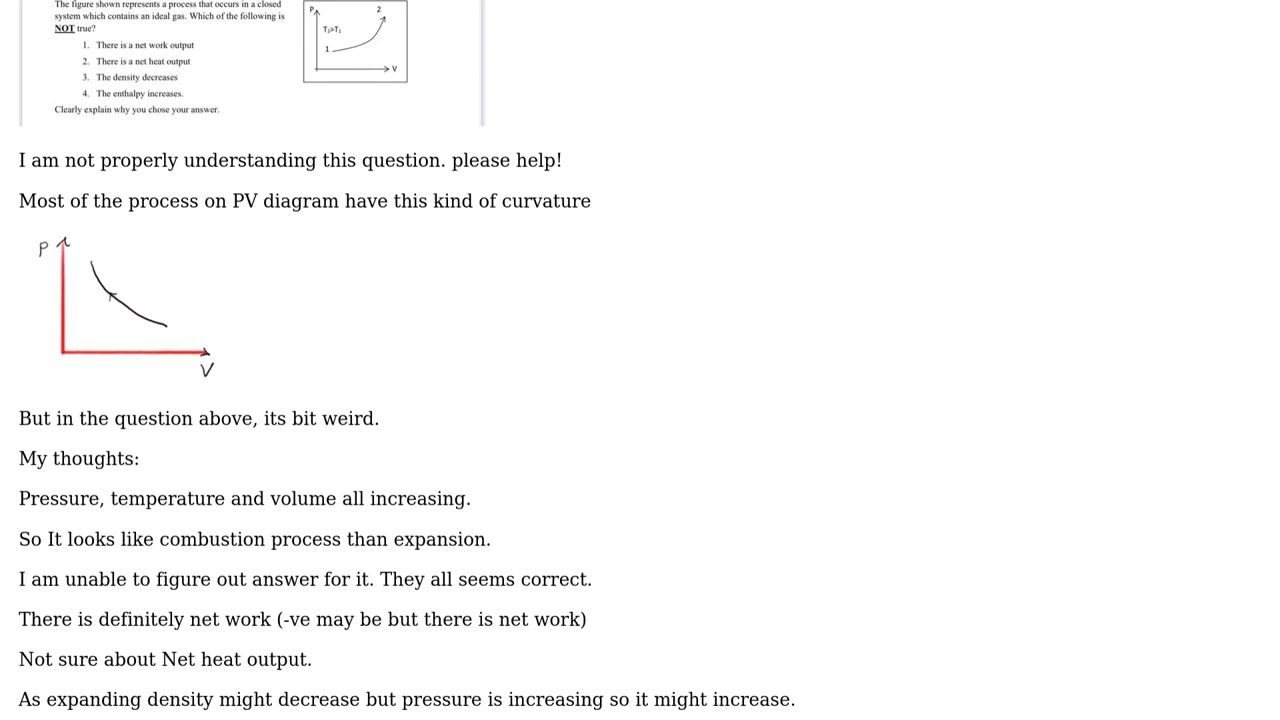 The figure shown represents a process that occurs in a closed
system which contains an ideal gas. Which of the following is
NOT true?
1. There is a net work output
2. There is a net heat output
3. The density decreases
4. The enthalpy increases.
Clearly explain why you chose your answer.
P
2
T₂>T₁
1
V
I am not properly understanding this question. please help!
Most of the process on PV diagram have this kind of curvature
P
V
But in the question above, its bit weird.
My thoughts:
Pressure, temperature and volume all increasing.
So It looks like combustion process than expansion.
I am unable to figure out answer for it. They all seems correct.
There is definitely net work (-ve may be but there is net work)
Not sure about Net heat output.
As expanding density might decrease but pressure is increasing so it might increase.